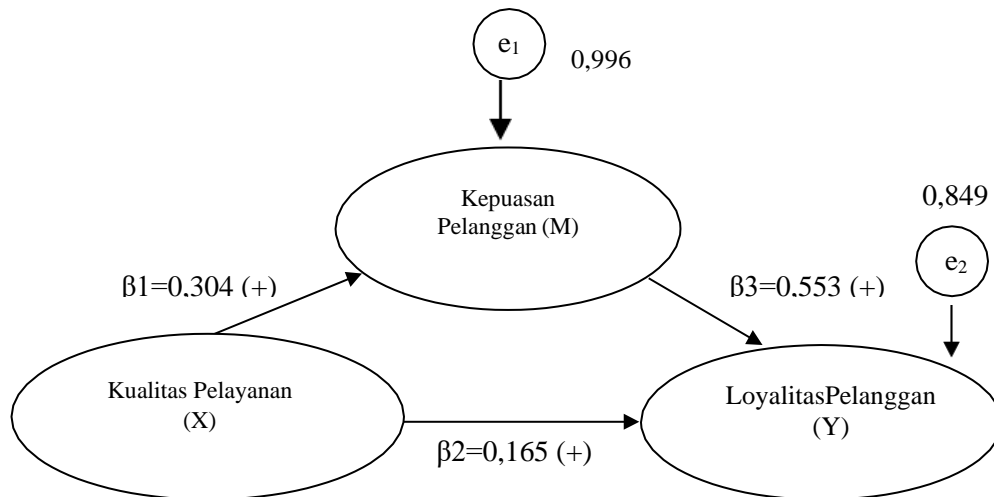 e1
0,996
Kepuasan
Pelanggan (M)
0,849
e2
β1=0,304 (+)
β3=0,553 (+)
Kualitas Pelayanan
(X)
LoyalitasPelanggan
(Y)
β2=0,165 (+)